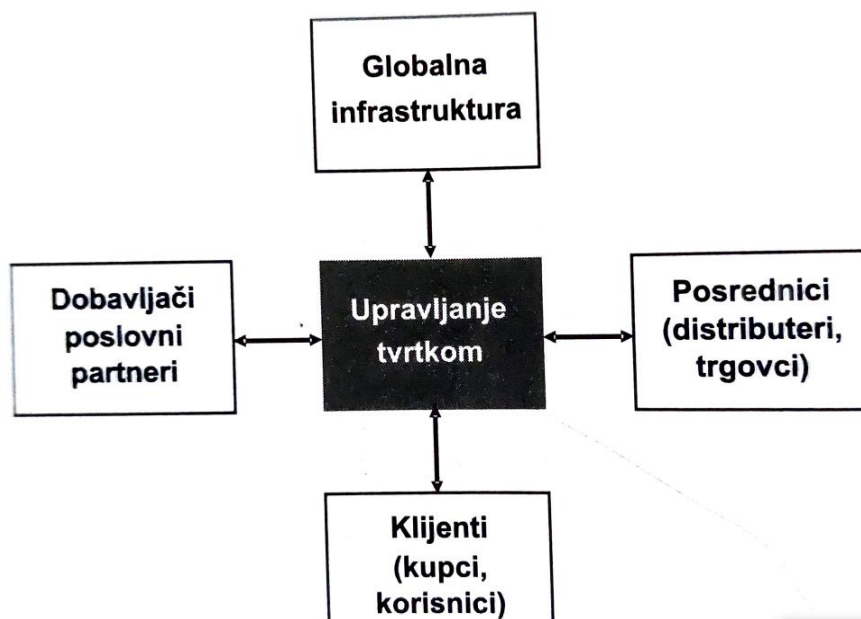 Globalna
infrastruktura
Dobavljači
poslovni
partneri
Upravljanje
tvrtkom
Posrednici
(distributeri,
trgovci)
Klijenti
(kupci,
korisnici)